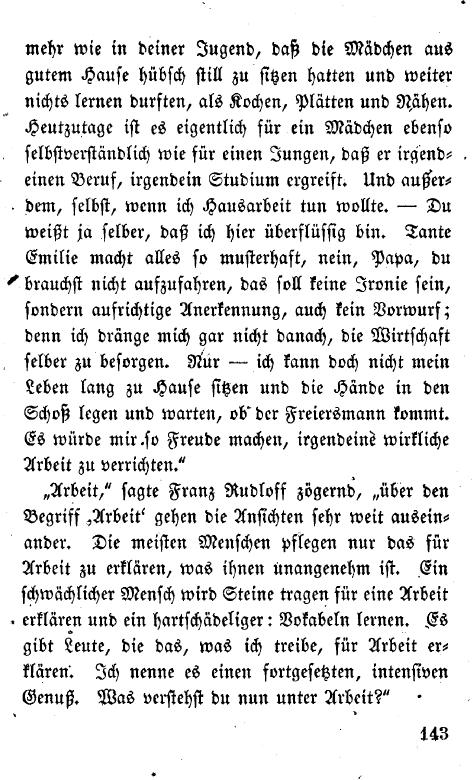 mehr wie in deiner Jugend, daß die Mädchen aus
gutem Hause hübsch still zu sitzen hatten und weiter
nichts lernen durften, als Kochen, Plätten und Nähen.
Heutzutage ist es eigentlich für ein Mädchen ebenso
selbstverständlich wie für einen Jungen, daß er irgend-
einen Beruf, irgendein Studium ergreift. Und außer-
dem, selbst, wenn ich Hausarbeit tun wollte. — Du
weißt ja selber, daß ich hier überflüssig bin. Tante
Emilie macht alles so musterhaft, nein, Papa, du
brauchst nicht aufzufahren, das soll keine Ironie sein,
sondern aufrichtige Anerkennung, auch kein Vorwurf;
denn ich dränge mich gar nicht danach, die Wirtschaft
selber zu besorgen. Nur — ich kann doch nicht mein
Leben lang zu Hause sitzen und die Hände in den
Schoß legen und warten, ob der Freiersmann kommt.
Es würde mir so Freude machen, irgendeine wirkliche
Arbeit zu verrichten.“
„Arbeit,“ sagte Franz Rudloff zögernd, „über den
Begriff ‚Arbeit‘ gehen die Ansichten sehr weit ausein-
ander. Die meisten Menschen pflegen nur das für
Arbeit zu erklären, was ihnen unangenehm ist. Ein
schwächlicher Mensch wird Steine tragen für eine Arbeit
erklären und ein hartschädeliger: Vokabeln lernen. Es
gibt Leute, die das, was ich treibe, für Arbeit er-
klären. Ich nenne es einen fortgesetzten, intensiven
Genuß. Was verstehst du nun unter Arbeit?“
143